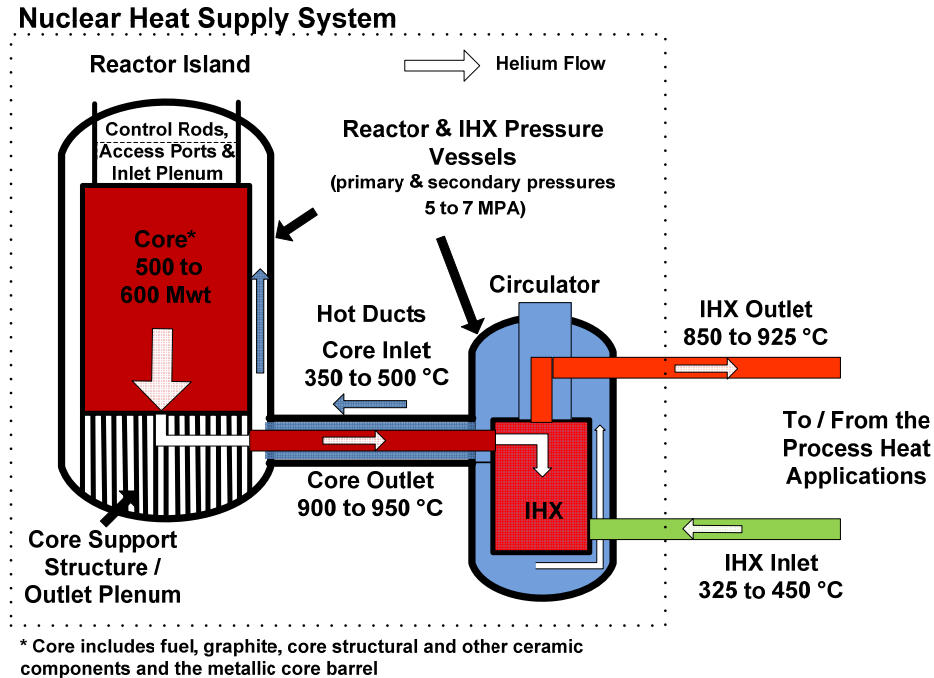 Nuclear Heat Supply System
Reactor Island
Helium Flow
Control Rods,
Access Ports &
Inlet Plenum
Reactor & IHX Pressure
Vessels
(primary & secondary pressures
5 to 7 MPA)
Core*
500 to
600 Mwt
Circulator
Hot Ducts
Core Inlet
350 to 500 °C
IHX Outlet
850 to 925 °C
To / From the
Process Heat
Applications
Core Outlet
900 to 950 °C
IHX
Core Support
Structure /
Outlet Plenum
IHX Inlet
325 to 450 °C
* Core includes fuel, graphite, core structural and other ceramic
components and the metallic core barrel